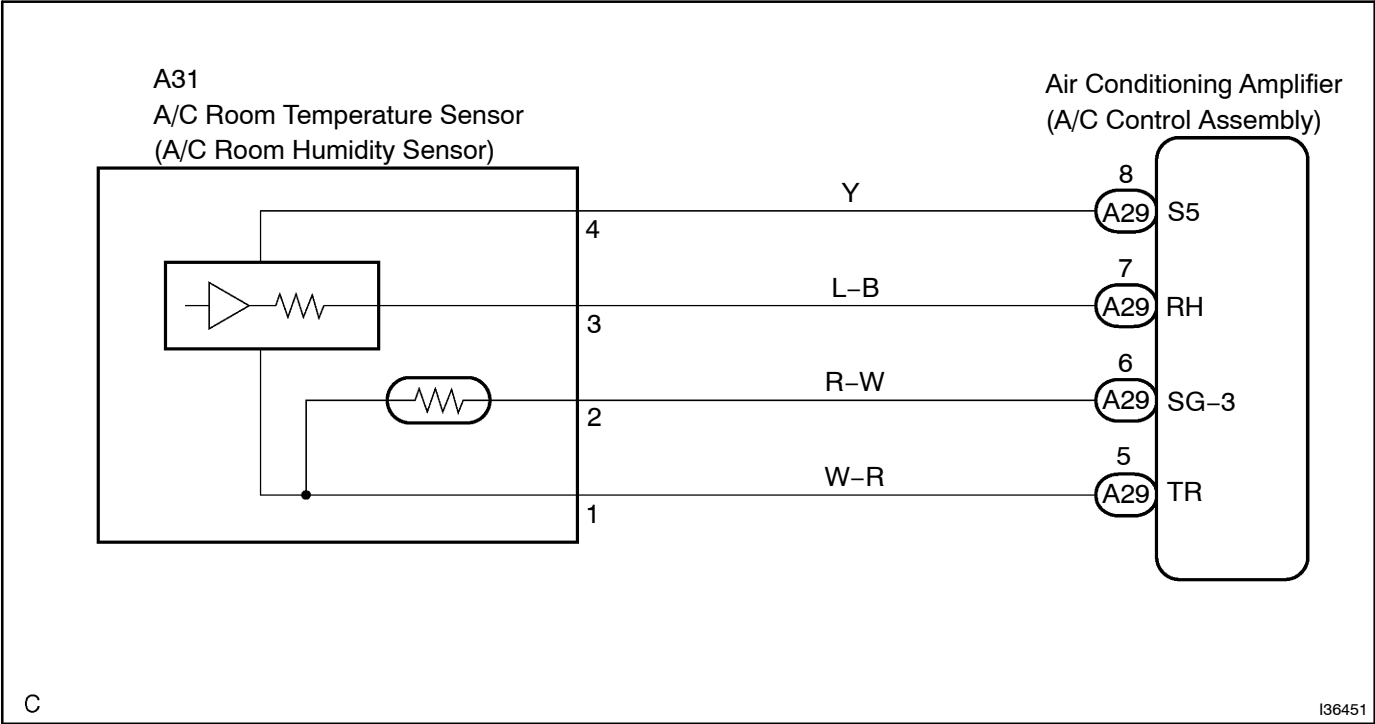 A31
A/C Room Temperature Sensor
(A/C Room Humidity Sensor)
Air Conditioning Amplifier
(A/C Control Assembly)
Y
4
8
A29
S5
L−B
3
7
A29
RH
R−W
2
6
A29
SG−3
W−R
1
5
A29
TR
C
I36451